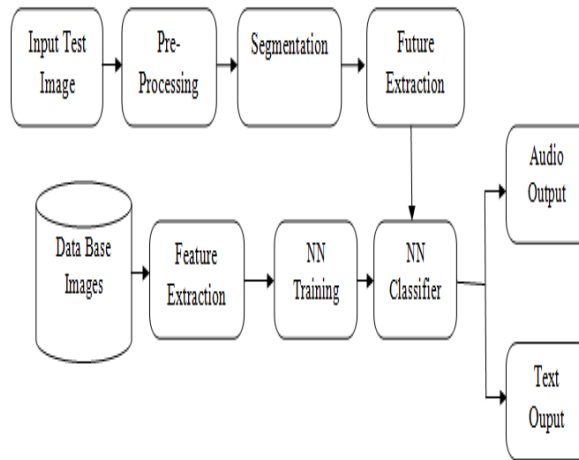 Input Test
Image
Pre-
Processing
Segmentation
Future
Extraction
Audio
Output
Data Base
Images
Feature
Extraction
NN
Training
NN
Classifier
Text
Ouput